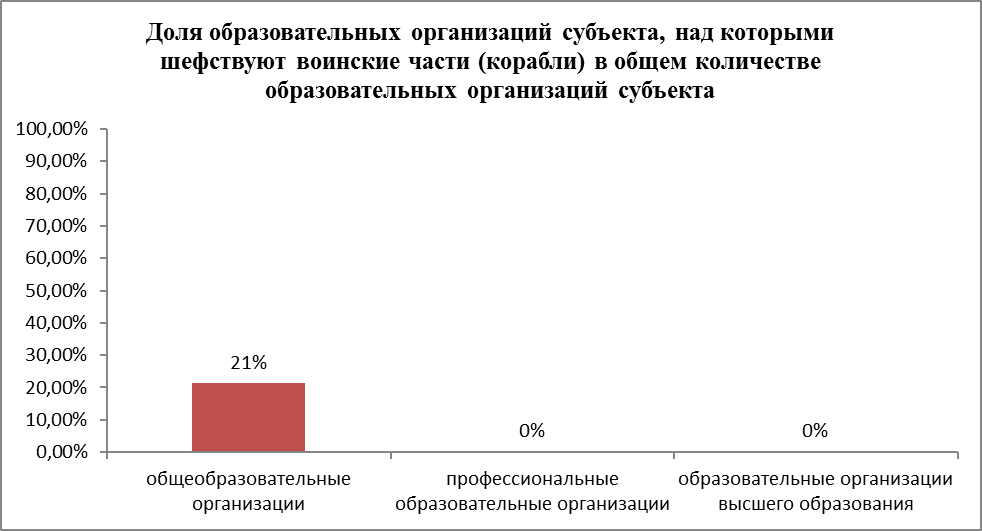 Доля образовательных организаций субъекта, над которыми
шефствуют воинские части (корабли) в общем количестве
образовательных организаций субъекта
100,00%
90,00%
80,00%
70,00%
60,00%
50,00%
40,00%
30,00%
20,00%
10,00%
0,00%
21%
0%
0%
общеобразовательные
организации
профессиональные
образовательные организации
образовательные организации
высшего образования